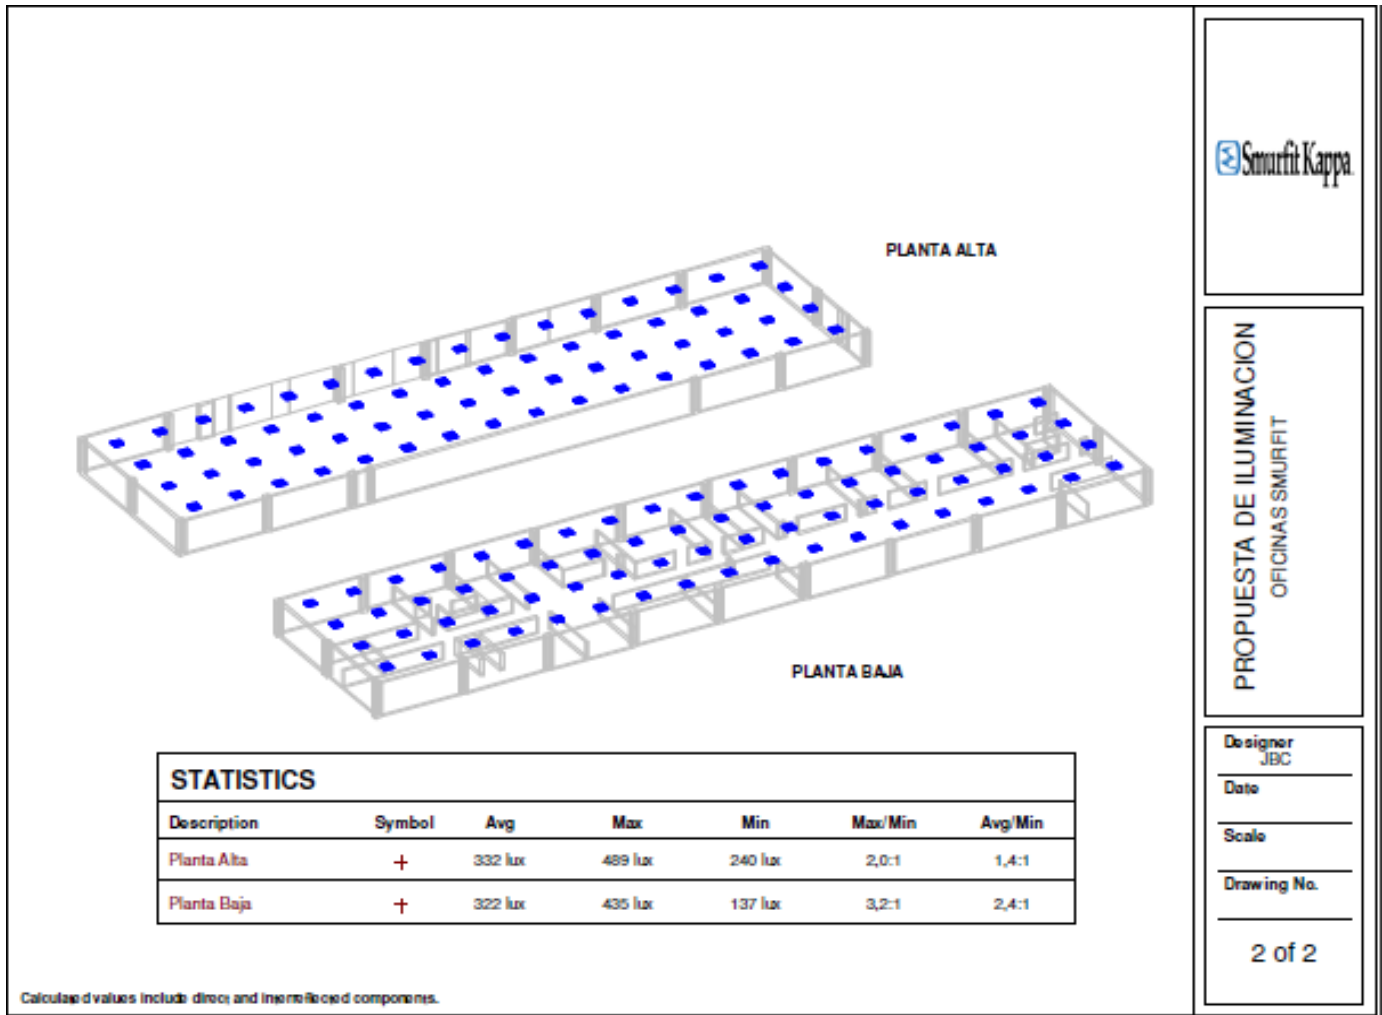 PLANTA ALTA
PLANTA BAJA
STATISTICS
Description Symbol Avg Max Min Max/Min Avg/Min
Planta Alta + 332 lux 489 lux 240 lux 2,0:1 1,4:1
Planta Baja + 322 lux 435 lux 137 lux 3,2:1 2,4:1
Calculated values include direct and interreflected components.
Smurfit Kappa
PROPUESTA DE ILUMINACION
OFICINAS SMURFIT
Designer
JBC
Date
Scale
Drawing No.
2 of 2